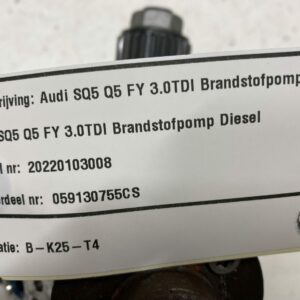 rijving: Audi SQ5 Q5 FY 3.0TDI Brandstofpomp
SQ5 Q5 FY 3.0TDI Brandstofpomp Diesel
l nr: 20220103008
rdeel nr: 059130755CS
atie: B-K25-T4